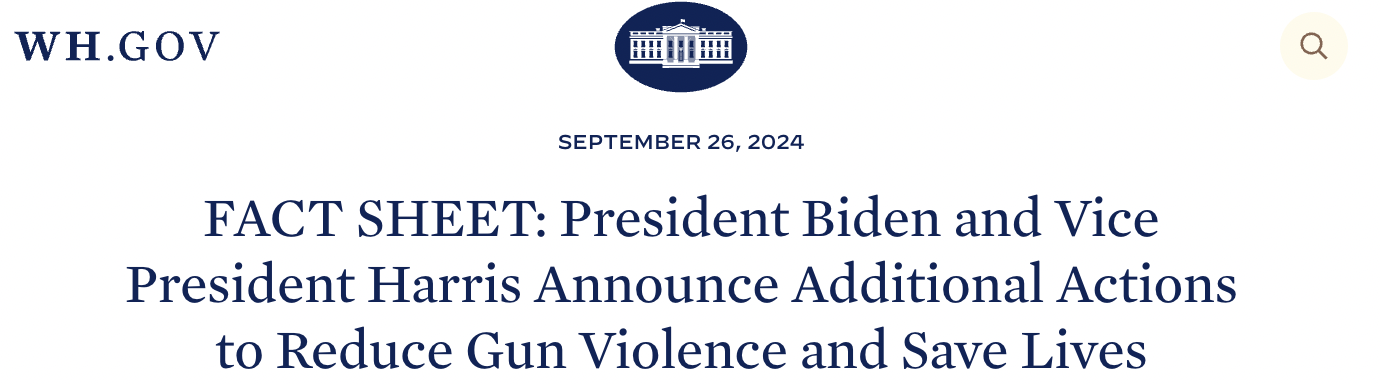 WH.GOV
SEPTEMBER 26, 2024
FACT SHEET: President Biden and Vice
President Harris Announce Additional Actions
to Reduce Gun Violence and Save Lives